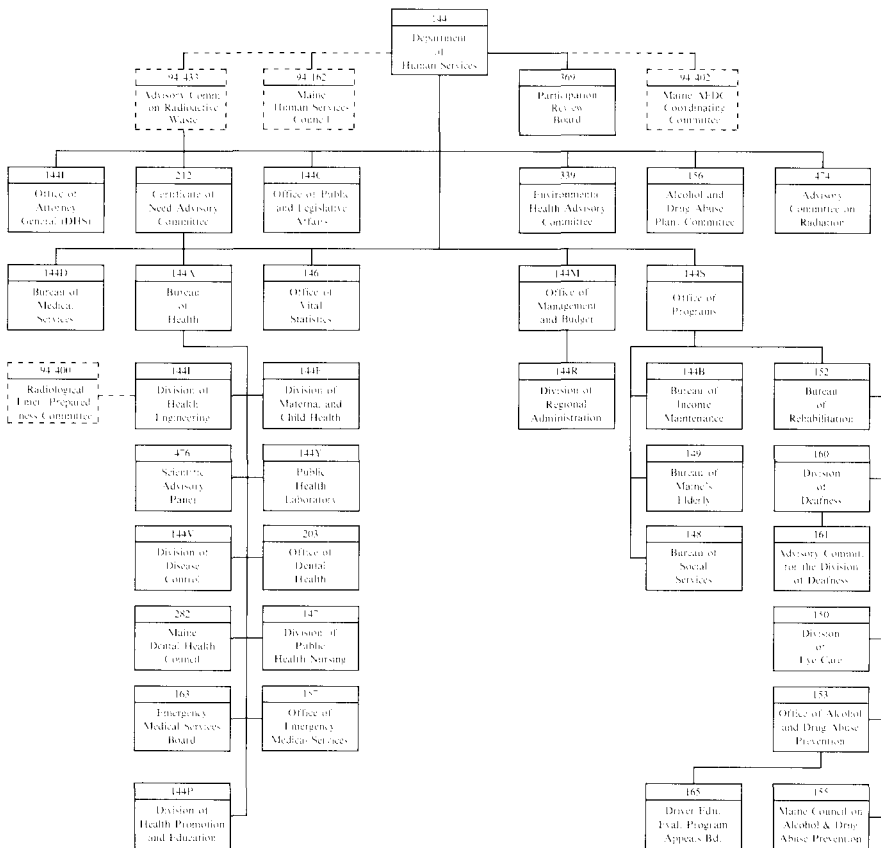 144
Department
of
Human Services
94-433
Advisory Comm.
on Radioactive
Waste
94-162
Maine
Human Services
Council
369
Participation
Review
Board
94-402
Maine AFDC
Coordinating
Committee
Office of
Attorney
General (DHS)
212
Certificate of
Need Advisory
Committee
Office of Public
and Legislative
Affairs
339
Environmental
Health Advisory
Committee
156
Alcohol and
Drug Abuse
Plan. Committee
474
Advisory
Committee on
Radiation
144D
Bureau of
Medical
Services
144A
Bureau
of
Health
146
Office of
Vital
Statistics
144M
Office of
Management
and Budget
144S
Office of
Programs
94-400
Radiological
Emer. Prepared
ness Committee
Division of
Health
Engineering
Division of
Maternal and
Child Health
144R
Division of
Regional
Administration
144B
Bureau of
Income
Maintenance
152
Bureau
of
Rehabilitation
476
Scientific
Advisory
Panel
144Y
Public
Health
Laboratory
149
Bureau of
Maine's
Elderly
160
Division
of
Deafness
144V
Division of
Disease
Control
203
Office of
Dental
Health
148
Bureau of
Social
Services
161
Advisory Commit.
for the Division
of Deafness
282
Maine
Dental Health
Council
147
Division of
Public
Health Nursing
150
Division
of
Eye Care
163
Emergency
Medical Services
Board
157
Office of
Emergency
Medical Services
153
Office of Alcohol
and Drug Abuse
Prevention
144P
Division of
Health Promotion
and Education
165
Driver Edu.
Eval. Program
Appeals Bd.
155
Maine Council on
Alcohol & Drug
Abuse Prevention